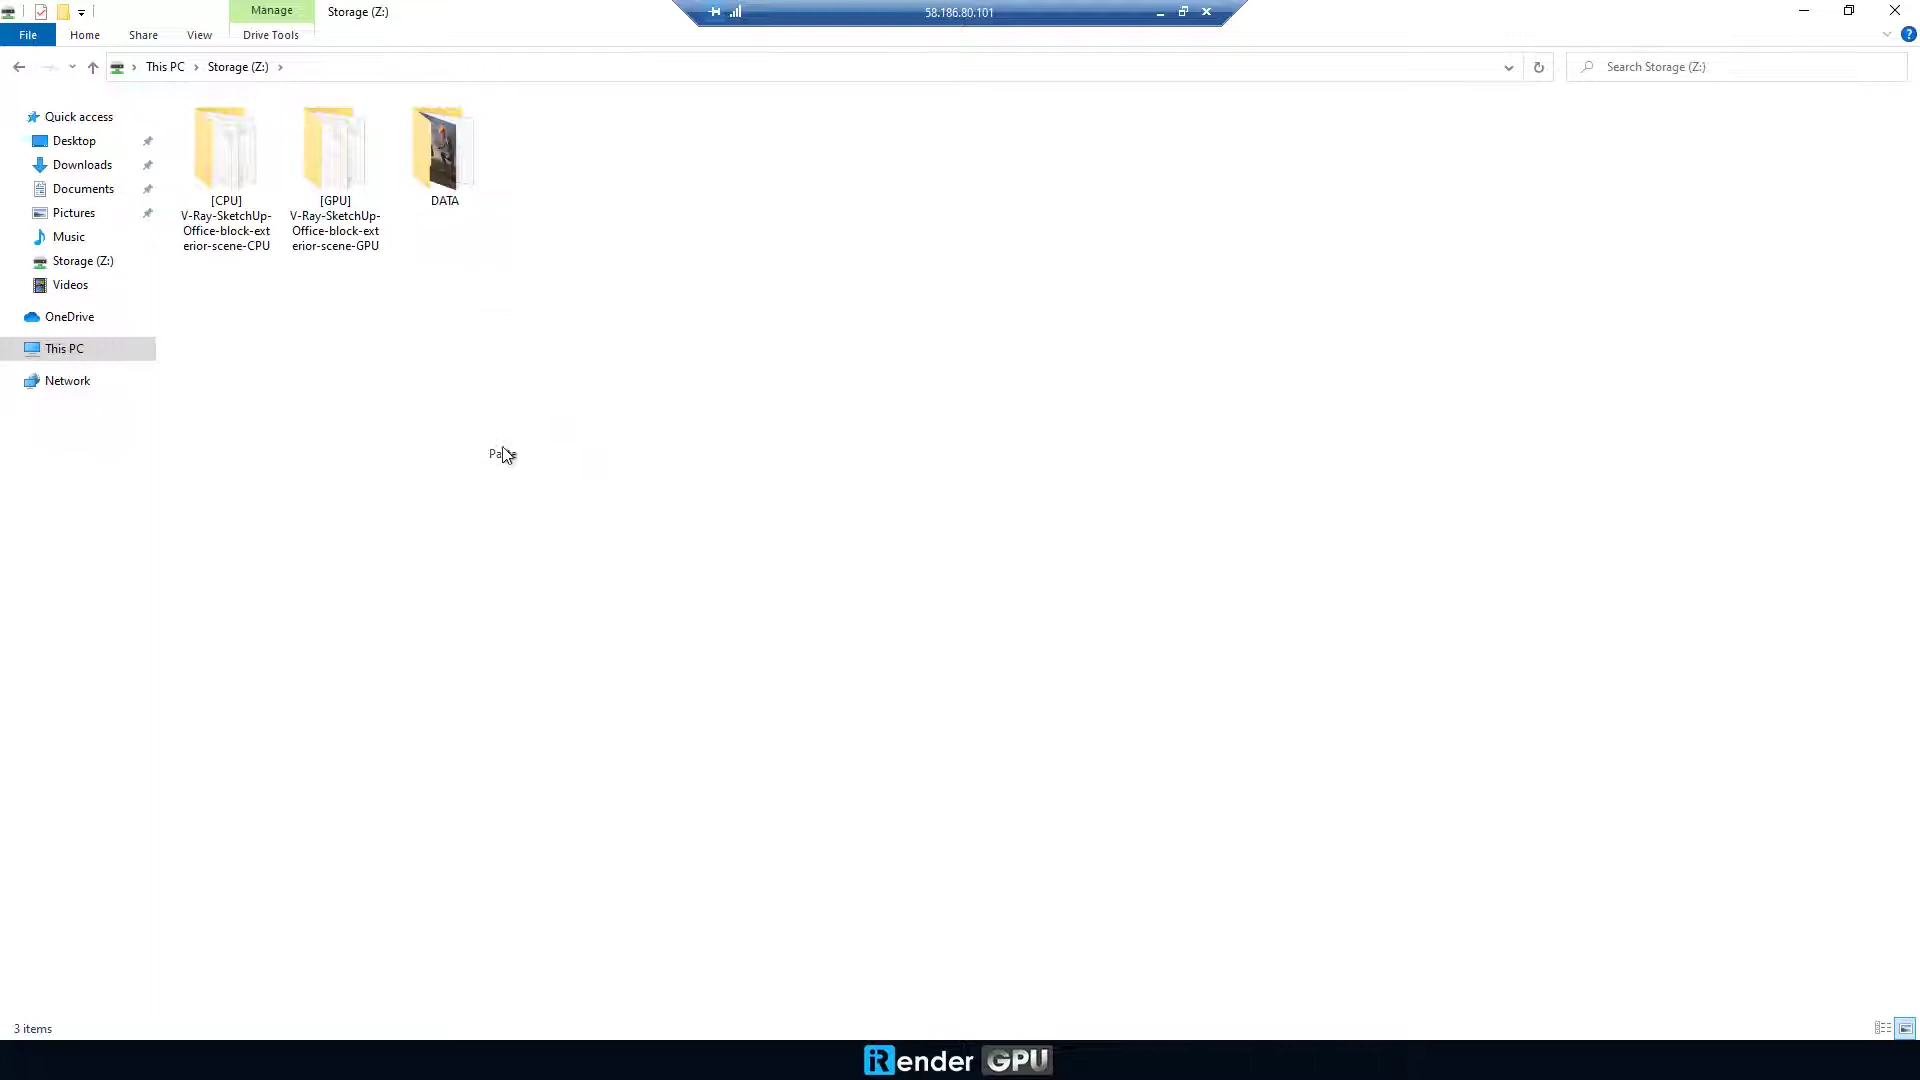 Manage
Storage (Z:)
58.186.80.101
File
Home
Share
View
Drive Tools
This PC
Storage (Z:)
Search Storage (Z:)
Quick access
Desktop
Downloads
Documents
Pictures
Music
Storage (Z:)
Videos
OneDrive
This PC
Network
[CPU]
V-Ray-SketchUp-
Office-block-ext
erior-scene-CPU
[GPU]
V-Ray-SketchUp-
Office-block-ext
erior-scene-GPU
DATA
3 items
iRender GPU